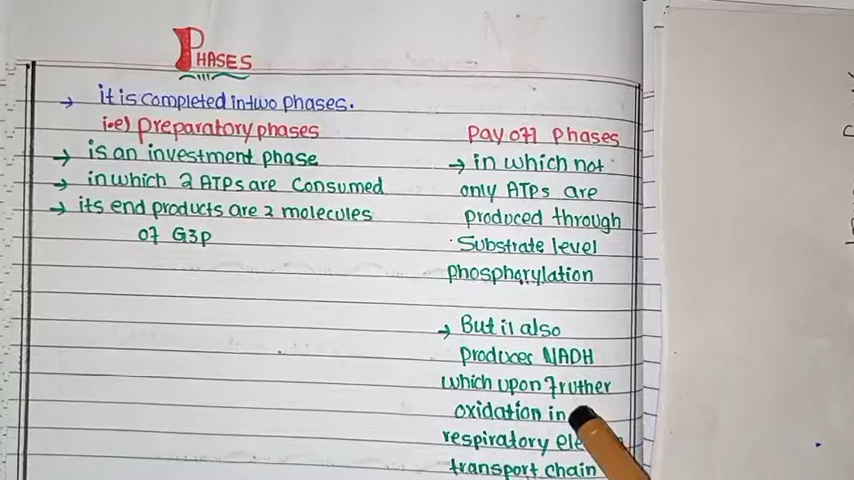 PHASES
→ it is completed in two phases.
i.e) preparatory phases
→ is an investment phase
→ in which 2 ATPs are consumed
→ its end products are 2 molecules
of G3p
Pay off Phases
→ in which not
only ATPs are
produced through
Substrate level
phosphorylation
→ But it also
produces NADH
which upon fruther
oxidation in
respiratory
transport chain